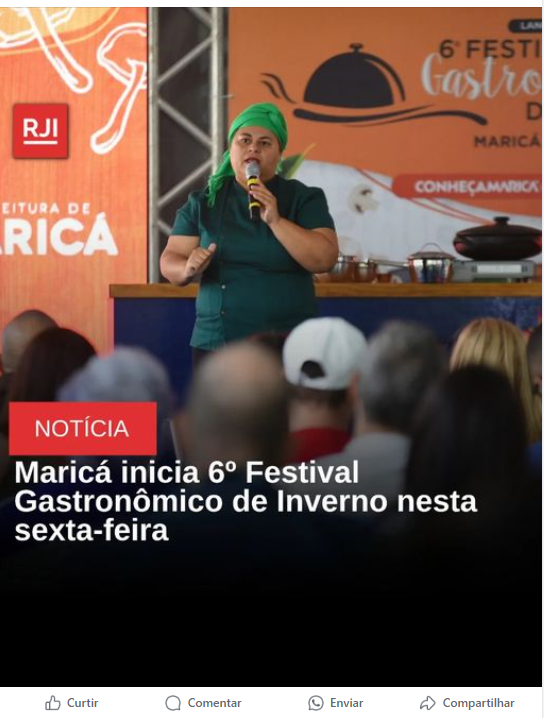 RJI
EITURA DE
ARICÁ
LAN
6º FESTI
Gastro
D
MARICÁ
CONHEÇAMARICÁ
NOTÍCIA
Maricá inicia 6º Festival
Gastronômico de Inverno nesta
sexta-feira
Curtir
Comentar
Enviar
Compartilhar